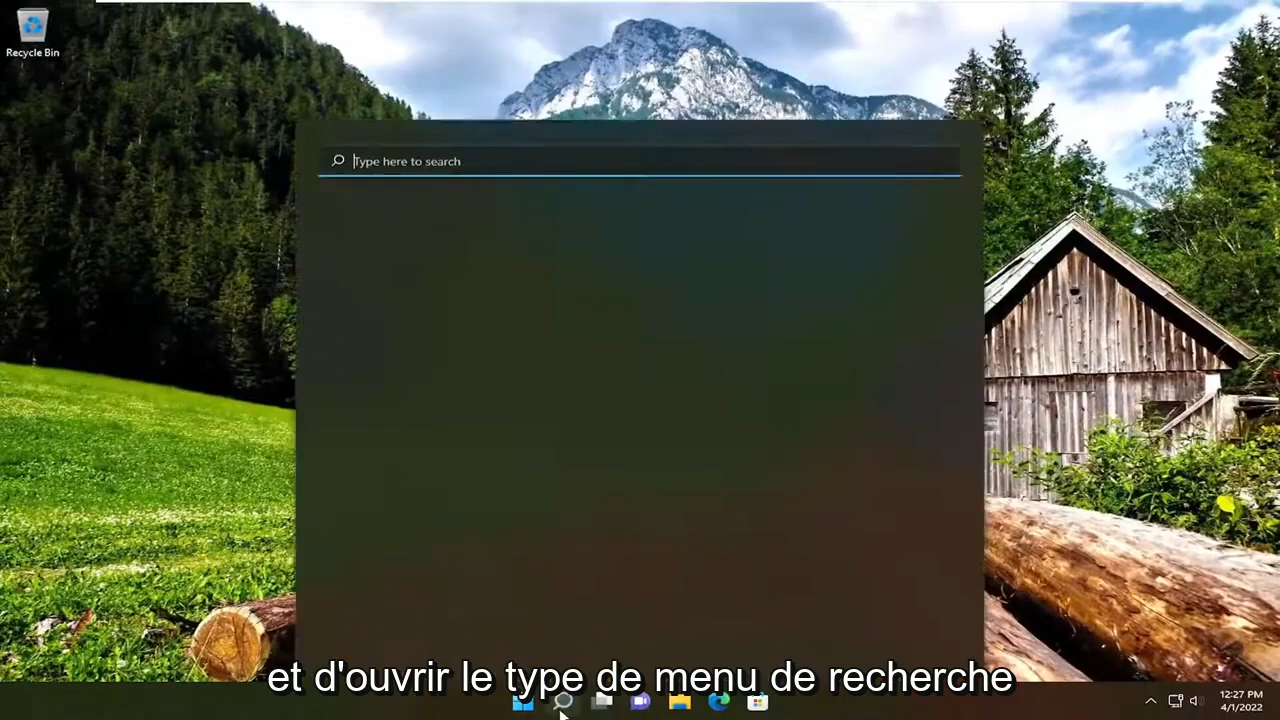 Recycle Bin
Type here to search
et d'ouvrir le type de menu de recherche
12:27 PM
4/1/2022